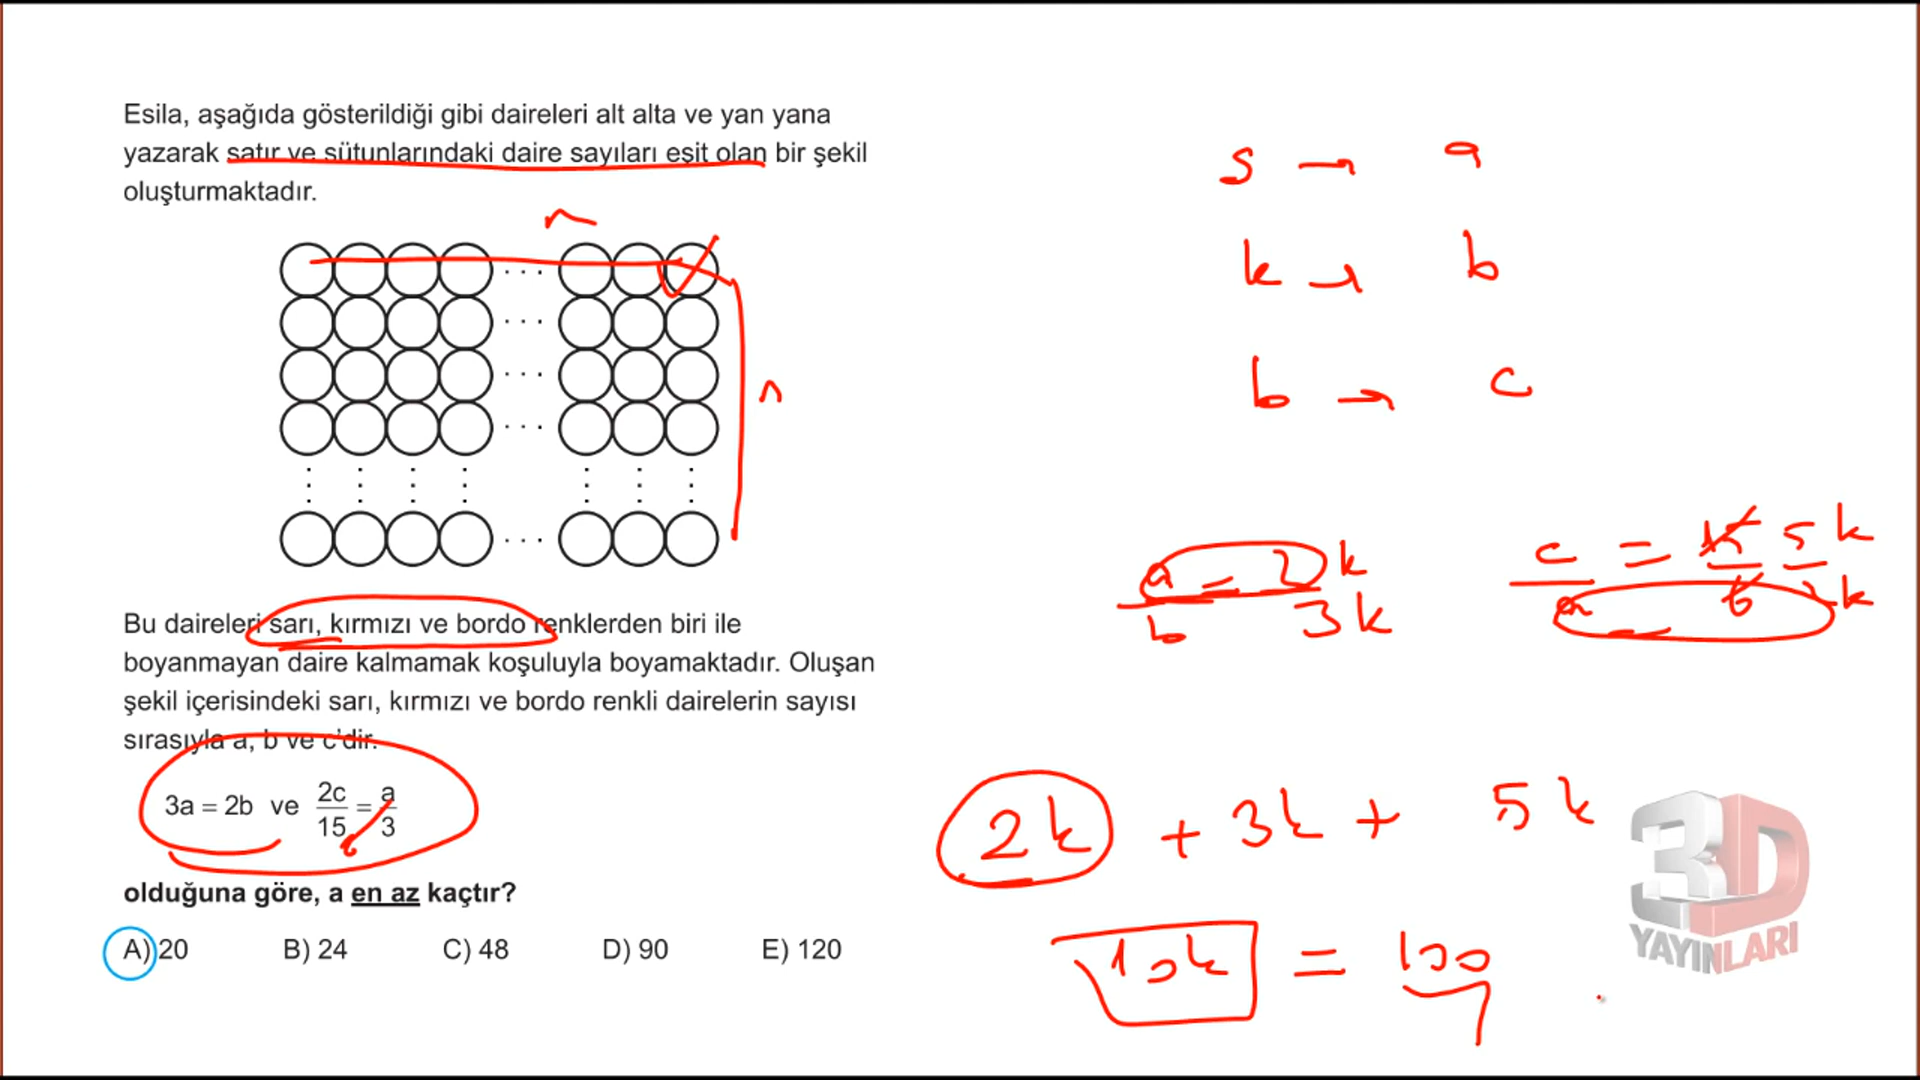 Esila, aşağıda gösterildiği gibi daireleri alt alta ve yan yana
yazarak satır ve sütunlarındaki daire sayıları eşit olan bir şekil
oluşturmaktadır.
n
n
Bu daireleri sarı, kırmızı ve bordo renklerden biri ile
boyanmayan daire kalmamak koşuluyla boyamaktadır. Oluşan
şekil içerisindeki sarı, kırmızı ve bordo renkli dairelerin sayısı
sırasıyla a, b ve c'dir.
3a = 2b ve 2c/15 = a/3
olduğuna göre, a en az kaçtır?
A) 20 B) 24 C) 48 D) 90 E) 120
s → a
k → b
b → c
a/b = 2k/3k
c/a = 15/6 5k/2k
2k + 3k + 5k
10k = 100
3D
YAYINLARI